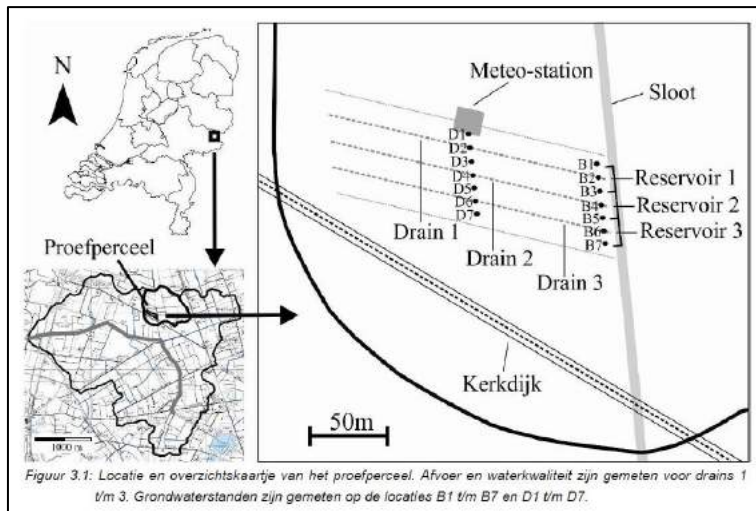 N
Proefperceel
1000 m
Meteo-station
Sloot
D1
D2
D3
D4
D5
D6
D7
B1
B2
B3
B4
B5
B6
B7
Reservoir 1
Reservoir 2
Reservoir 3
Drain 1
Drain 2
Drain 3
Kerkdijk
50m
Figuur 3.1: Locatie en overzichtskaartje van het proefperceel. Afvoer en waterkwaliteit zijn gemeten voor drains 1
t/m 3. Grondwaterstanden zijn gemeten op de locaties B1 t/m B7 en D1 t/m D7.